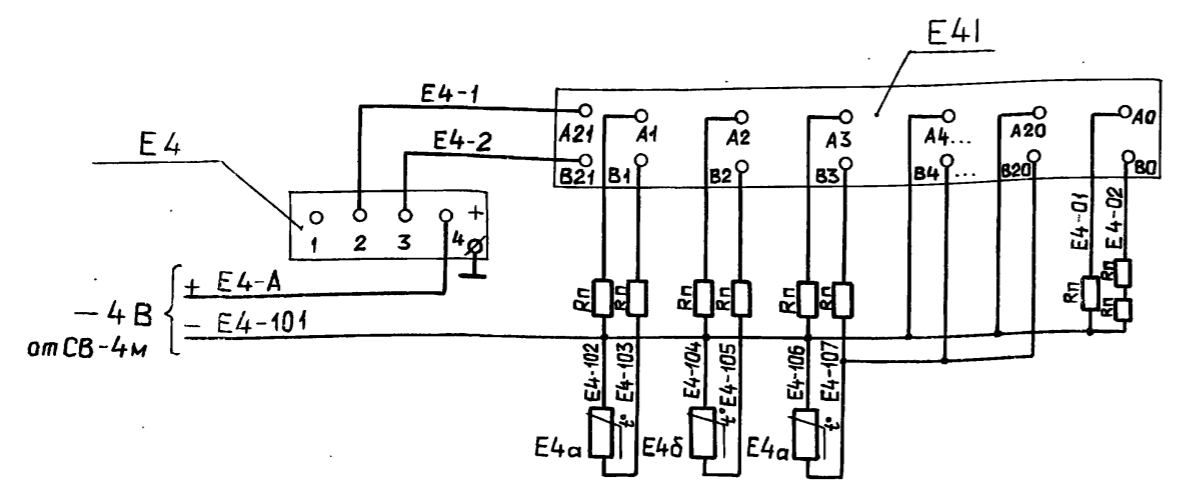 E41
E4-1
A21 A1 A2 A3 A4... A20 A0
E4-2
E4
B21 B1 B2 B3 B4... B20 B0
1 2 3 4 +
E4-01
E4-02
+ E4-A
Rп Rп Rп Rп Rп Rп Rп Rп Rп
– 4 В
– E4-101
от СВ-4м
E4-102
E4-103
E4-104
E4-105
E4-106
E4-107
t° t° t°
E4а E4б E4а